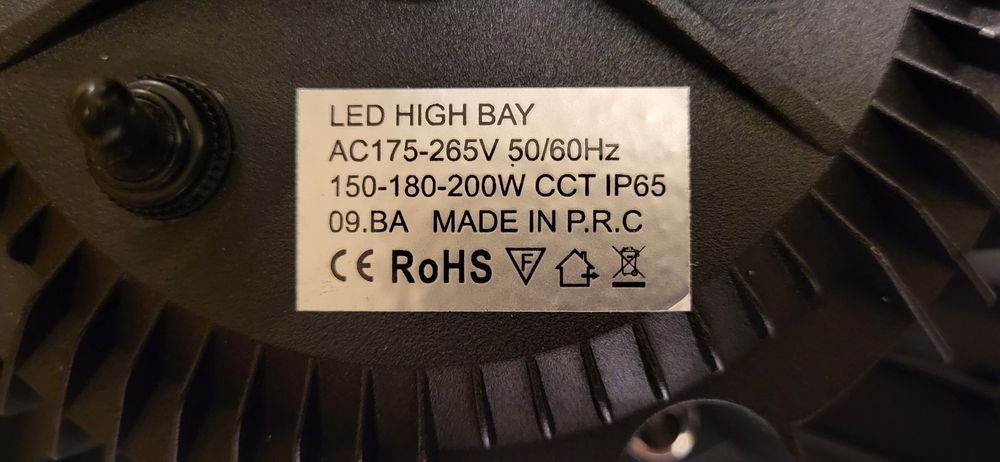 LED HIGH BAY
AC175-265V 50/60Hz
150-180-200W CCT IP65
09.BA MADE IN P.R.C
CE RoHS F